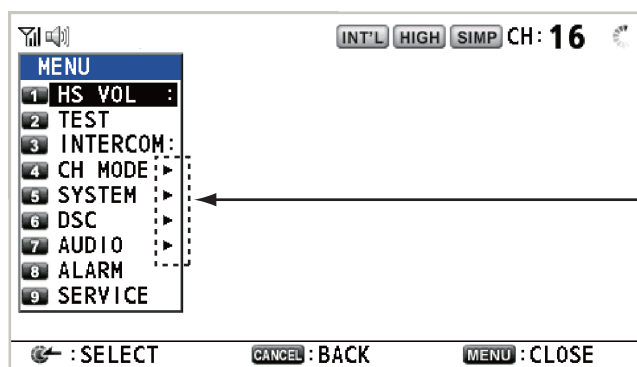 INT'L HIGH SIMP CH: 16
MENU
1 HS VOL :
2 TEST
3 INTERCOM:
4 CH MODE ►
5 SYSTEM ►
6 DSC ►
7 AUDIO ►
8 ALARM
9 SERVICE
: SELECT CANCEL : BACK MENU : CLOSE